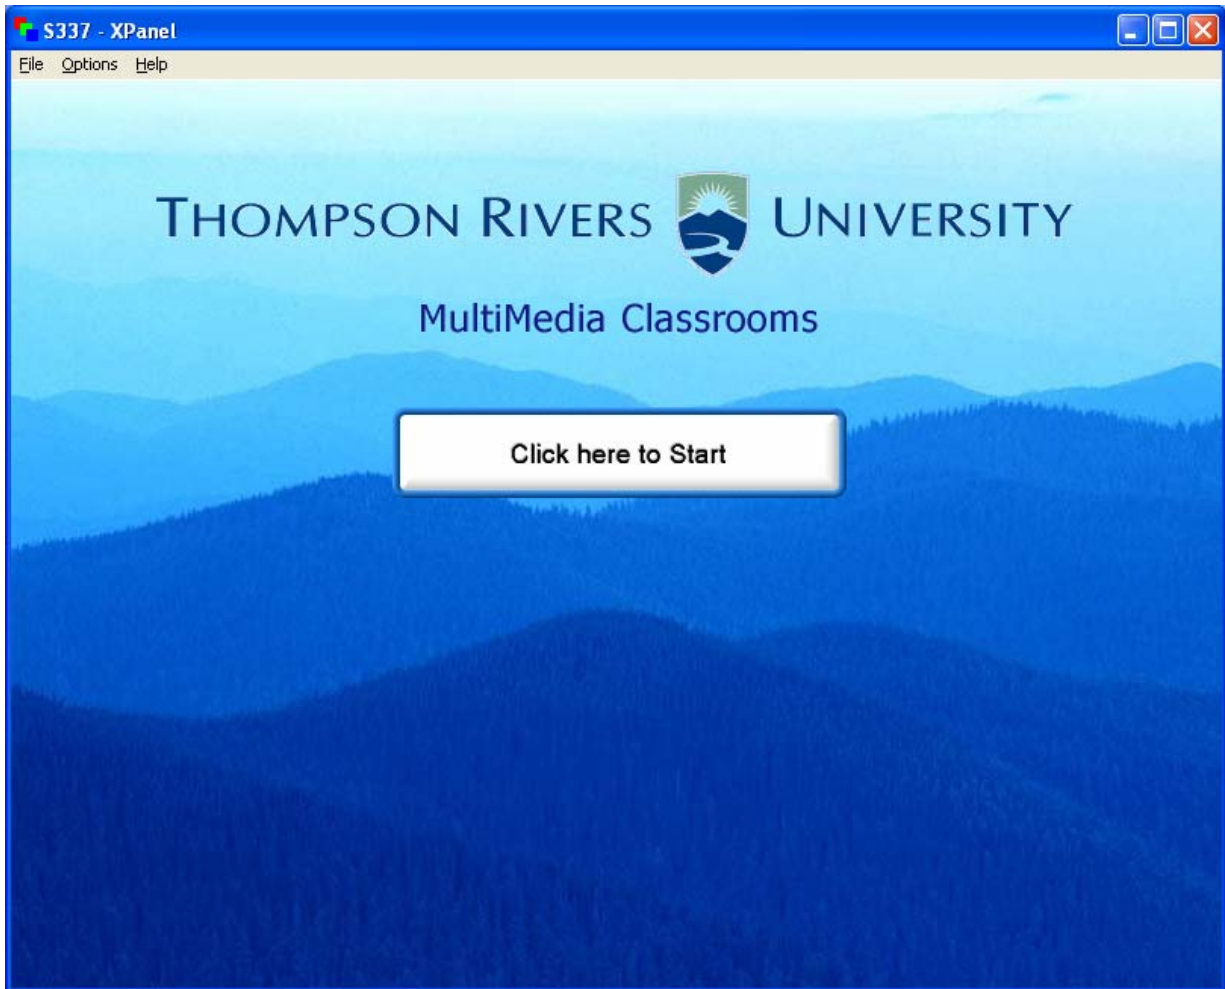 S337 - XPanel
File Options Help
THOMPSON RIVERS UNIVERSITY
MultiMedia Classrooms
Click here to Start